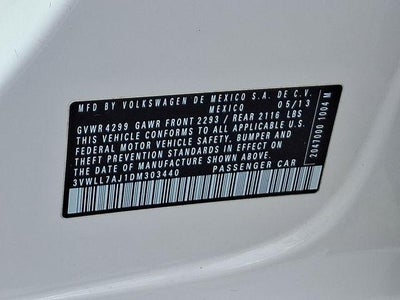 MFD BY VOLKSWAGEN DE MEXICO S.A. DE C.V.
MEXICO 05/13
GVWR 4299 GAWR FRONT 2293 / REAR 2116 LBS
THIS VEHICLE CONFORMS TO ALL APPLICABLE U.S.
FEDERAL MOTOR VEHICLE SAFETY, BUMPER AND
THEFT PREVENTION STANDARDS IN EFFECT ON
THE DATE OF MANUFACTURE SHOWN ABOVE
3VWLL7AJ1DM303440 PASSENGER CAR
2047000 1004 M